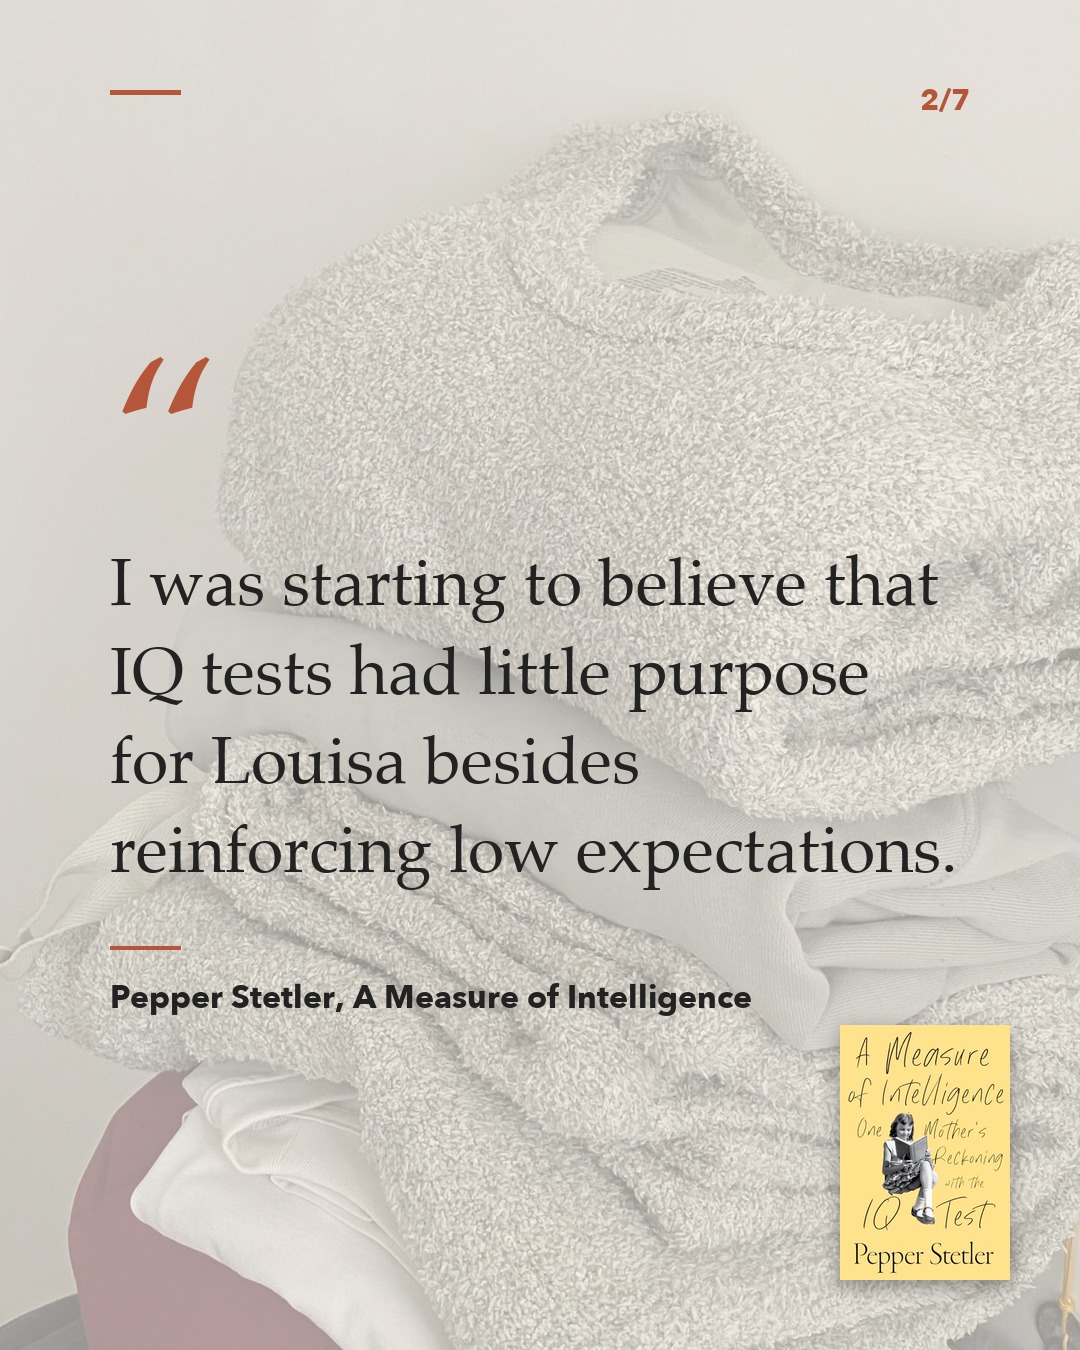 2/7
“
I was starting to believe that
IQ tests had little purpose
for Louisa besides
reinforcing low expectations.
Pepper Stetler, A Measure of Intelligence
A Measure
of Intelligence
One Mother's
Reckoning
with the
IQ Test
Pepper Stetler